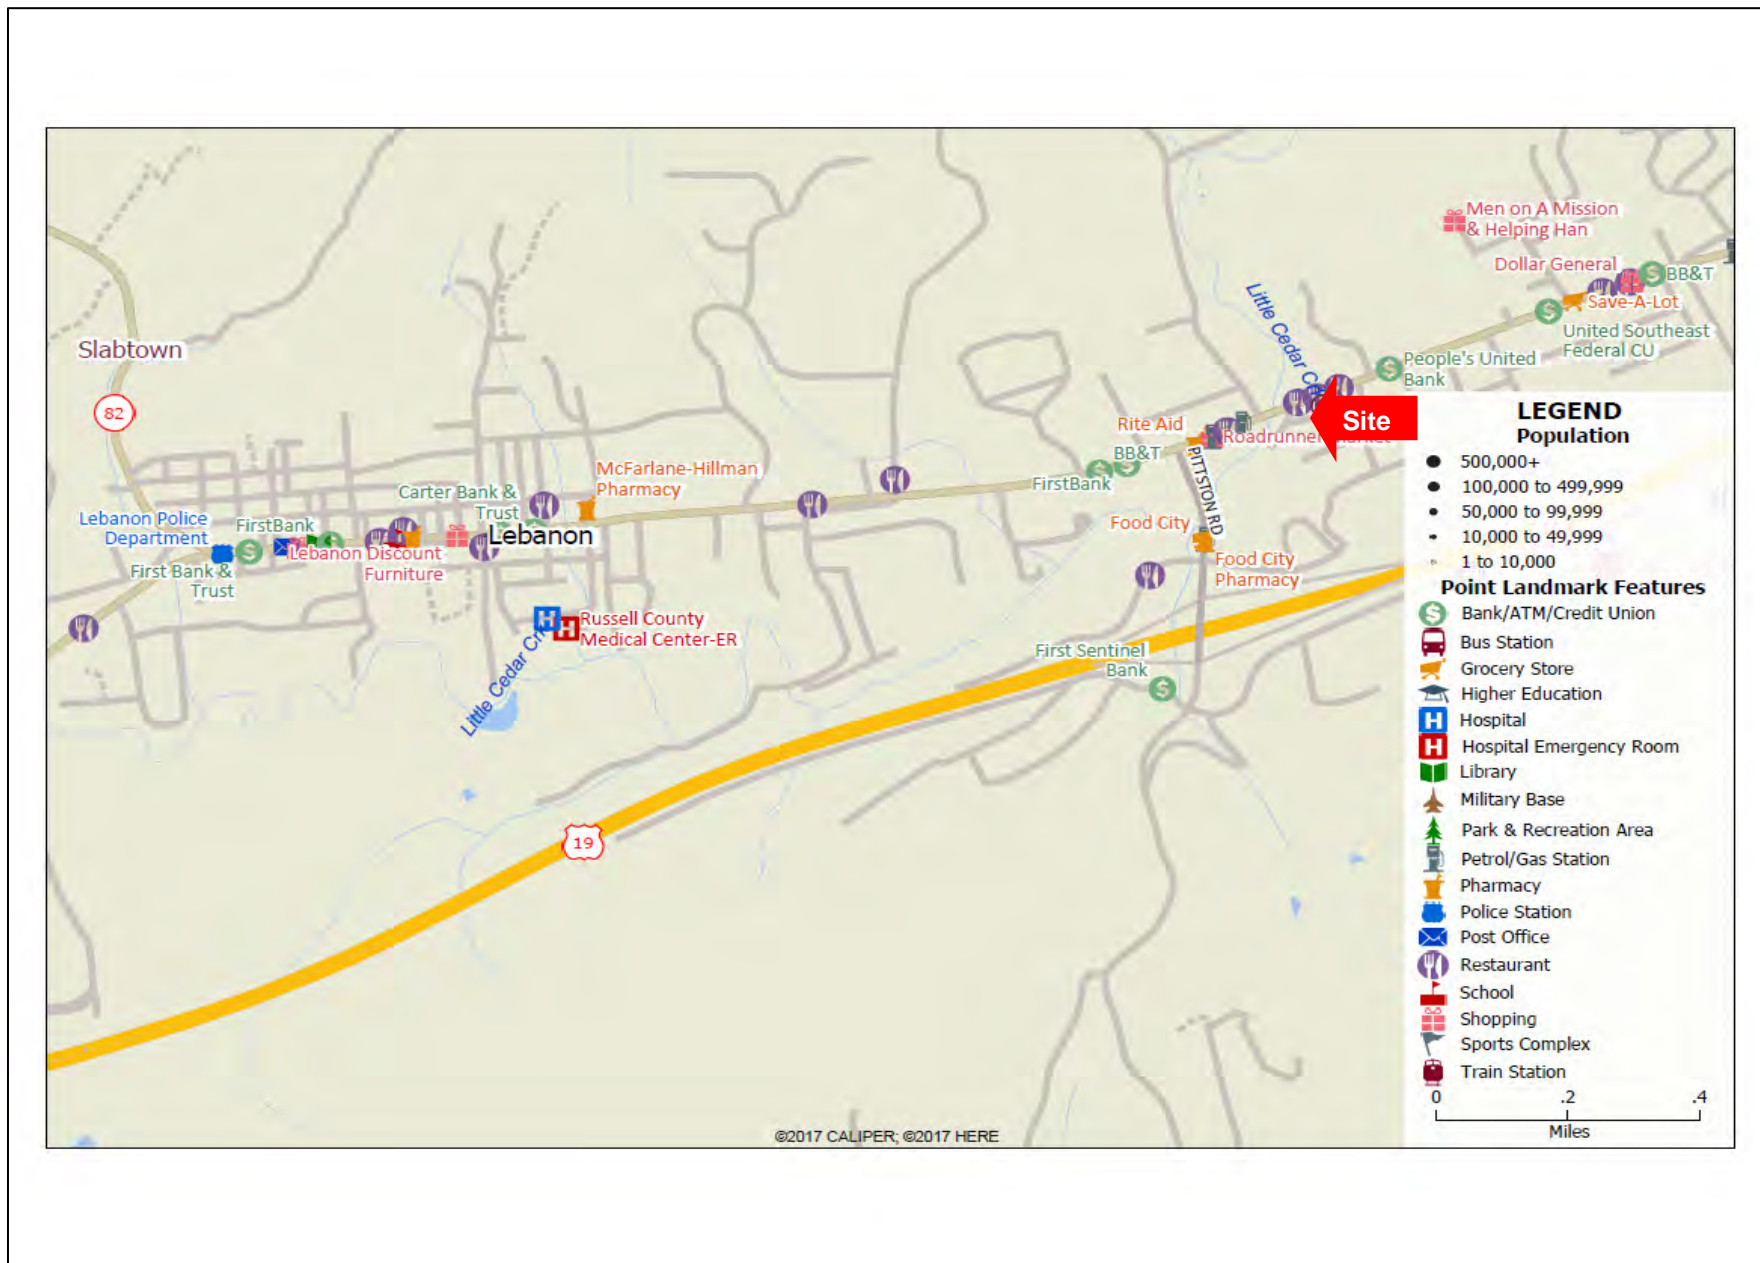 Men on A Mission
& Helping Han
Dollar General
BB&T
Save-A-Lot
United Southeast
Federal CU
Little Cedar
People's United
Bank
Slabtown
82
Site
Rite Aid
Roadrunner Market
BB&T
FirstBank
PITTSTON RD
McFarlane-Hillman
Pharmacy
Carter Bank &
Trust
Lebanon
Lebanon Police
Department
FirstBank
Lebanon Discount
Furniture
First Bank &
Trust
Food City
Food City
Pharmacy
Russell County
Medical Center-ER
Little Cedar Crk
First Sentinel
Bank
19
LEGEND
Population
500,000+
100,000 to 499,999
50,000 to 99,999
10,000 to 49,999
1 to 10,000
Point Landmark Features
Bank/ATM/Credit Union
Bus Station
Grocery Store
Higher Education
Hospital
Hospital Emergency Room
Library
Military Base
Park & Recreation Area
Petrol/Gas Station
Pharmacy
Police Station
Post Office
Restaurant
School
Shopping
Sports Complex
Train Station
0 .2 .4
Miles
©2017 CALIPER; ©2017 HERE